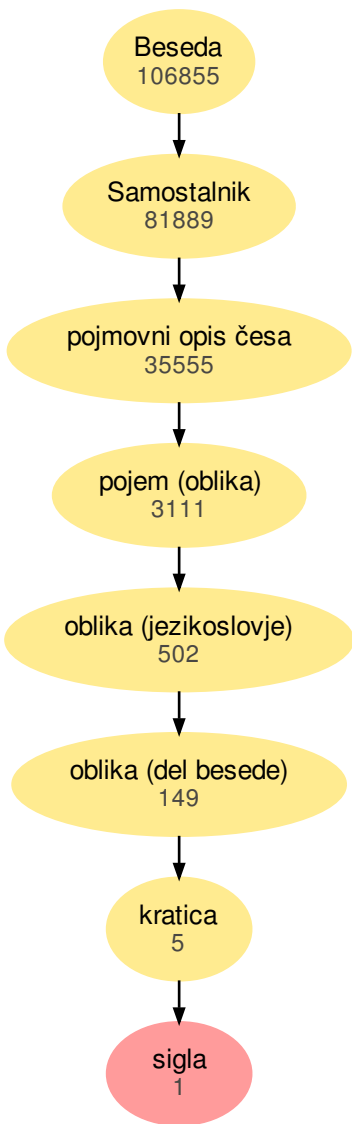 Beseda
106855
Samostalnik
81889
pojmovni opis česa
35555
pojem (oblika)
3111
oblika (jezikoslovje)
502
oblika (del besede)
149
kratica
5
sigla
1